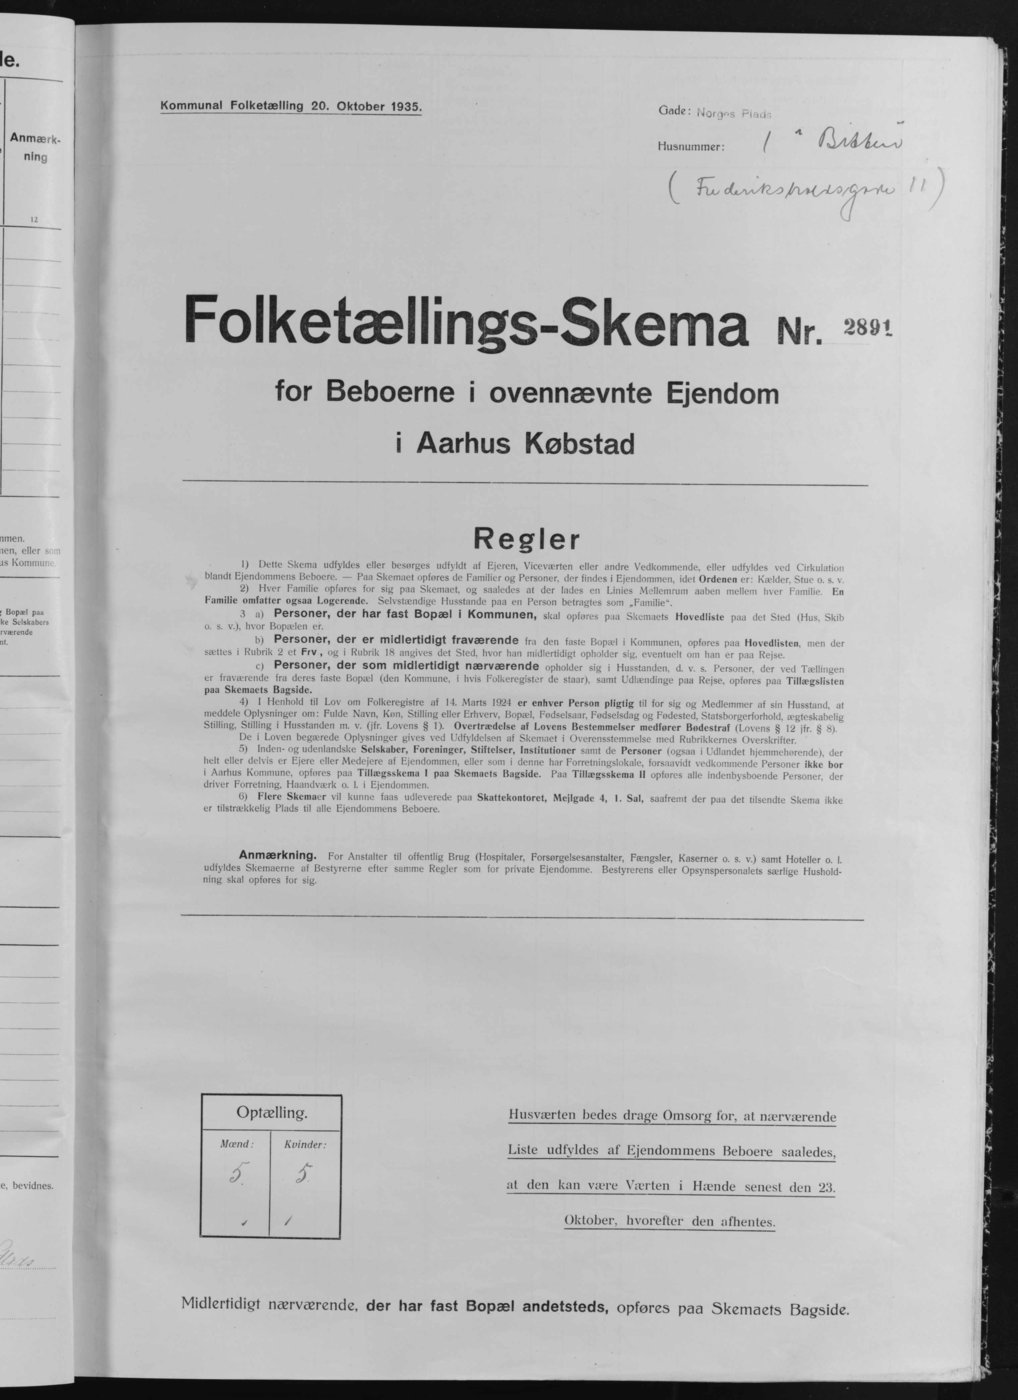 le.
Anmærk-
ning
12
Kommunal Folketælling 20. Oktober 1935.
Gade: Norges Plads
Husnummer: 1
(Frederiksbergsgade 11)
Folketællings-Skema Nr. 2891
for Beboerne i ovennævnte Ejendom
i Aarhus Købstad
Regler
1) Dette Skema udfyldes eller besørges udfyldt af Ejeren, Viceværten eller andre Vedkommende, eller udfyldes ved Cirkulation
blandt Ejendommens Beboere. — Paa Skemaet opføres de Familier og Personer, der findes i Ejendommen, idet Ordenen er: Kælder, Stue o. s. v.
2) Hver Familie opføres for sig paa Skemaet, og saaledes at der lades en Linies Mellemrum aaben mellem hver Familie. En
Familie omfatter ogsaa Logerende. Selvstændige Husstande paa en Person betragtes som „Familie“.
3 a) Personer, der har fast Bopæl i Kommunen, skal opføres paa Skemaets Hovedliste paa det Sted (Hus, Skib
o. s. v.), hvor Bopælen er.
b) Personer, der er midlertidigt fraværende fra den faste Bopæl i Kommunen, opføres paa Hovedlisten, men der
sættes i Rubrik 2 et Frv, og i Rubrik 18 angives det Sted, hvor han midlertidigt opholder sig, eventuelt om han er paa Rejse.
c) Personer, der som midlertidigt nærværende opholder sig i Husstanden, d. v. s. Personer, der ved Tællingen
er fraværende fra deres faste Bopæl (den Kommune, i hvis Folkeregister de staar), samt Udlændinge paa Rejse, opføres paa Tillægslisten
paa Skemaets Bagside.
4) I Henhold til Lov om Folkeregistre af 14. Marts 1924 er enhver Person pligtig til for sig og Medlemmer af sin Husstand, at
meddele Oplysninger om: Fulde Navn, Køn, Stilling eller Erhverv, Bopæl, Fødselsaar, Fødselsdag og Fødested, Statsborgerforhold, ægteskabelig
Stilling, Stilling i Husstanden m. v. (jfr. Lovens § 1). Overtrædelse af Lovens Bestemmelser medfører Bødestraf (Lovens § 12 jfr. § 8).
De i Loven begærede Oplysninger gives ved Udfyldelsen af Skemaet i Overensstemmelse med Rubrikkernes Overskrifter.
5) Inden- og udenlandske Selskaber, Foreninger, Stiftelser, Institutioner samt de Personer (ogsaa i Udlandet hjemmehørende), der
helt eller delvis er Ejere eller Medejere af Ejendommen, eller som i denne har Forretningslokale, forsaavidt vedkommende Personer ikke bor
i Aarhus Kommune, opføres paa Tillægsskema I paa Skemaets Bagside. Paa Tillægsskema II opføres alle indenbysboende Personer, der
driver Forretning, Haandværk o. l. i Ejendommen.
6) Flere Skemaer vil kunne faas udleverede paa Skattekontoret, Mejlgade 4, 1. Sal, saafremt der paa det tilsendte Skema ikke
er tilstrækkelig Plads til alle Ejendommens Beboere.
Anmærkning. For Anstalter til offentlig Brug (Hospitaler, Forsørgelsesanstalter, Fængsler, Kaserner o. s. v.) samt Hoteller o. l.
udfyldes Skemaerne af Bestyrerne efter samme Regler som for private Ejendomme. Bestyrerens eller Opsynspersonalets særlige Hushold-
ning skal opføres for sig.
Optælling.
Mænd: Kvinder:
5. 5
Husværten bedes drage Omsorg for, at nærværende
Liste udfyldes af Ejendommens Beboere saaledes,
at den kan være Værten i Hænde senest den 23.
Oktober, hvorefter den afhentes.
Midlertidigt nærværende, der har fast Bopæl andetsteds, opføres paa Skemaets Bagside.
mmen.
nen, eller som
us Kommune.
g Bopæl paa
ke Selskabers
rværende
nt.
e, bevidnes.